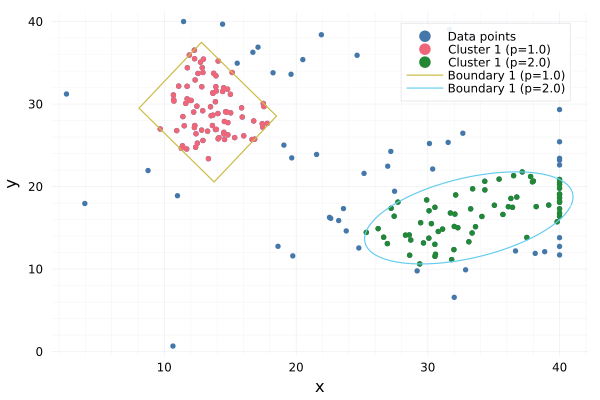 40
30
20
10
0
y
10
20
30
40
x
Data points
Cluster 1 (p=1.0)
Cluster 1 (p=2.0)
Boundary 1 (p=1.0)
Boundary 1 (p=2.0)